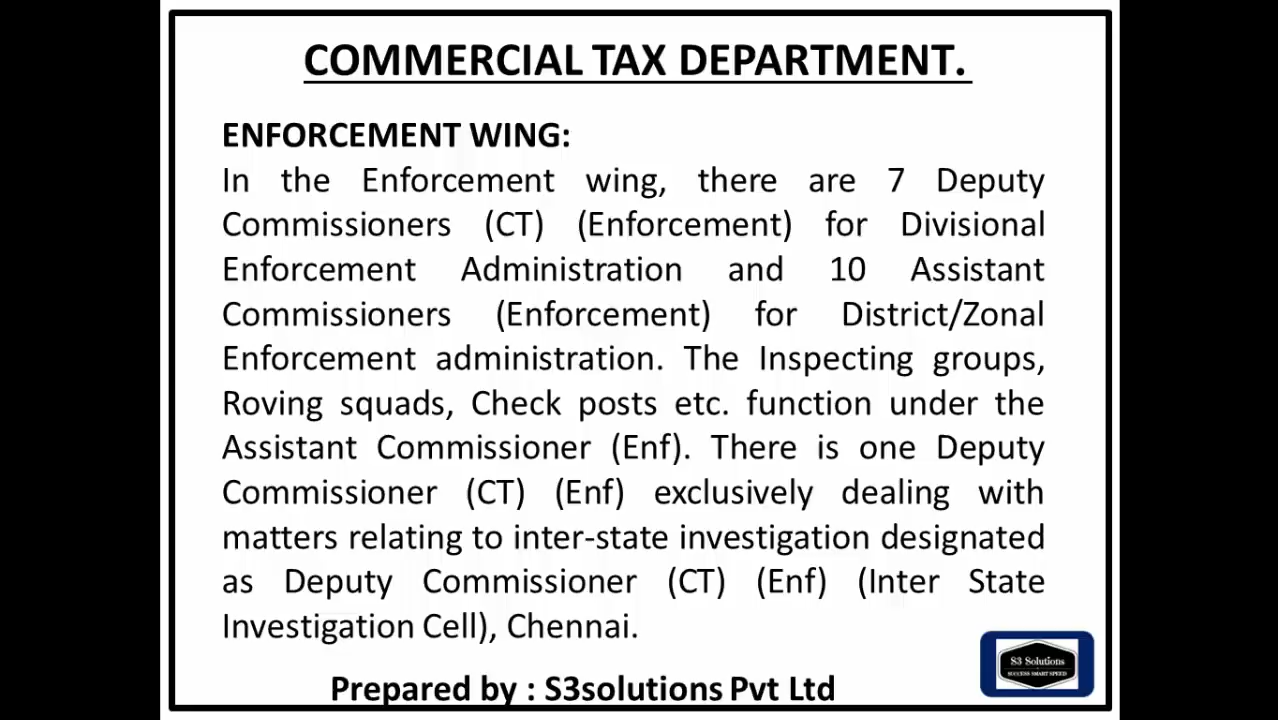 COMMERCIAL TAX DEPARTMENT.
ENFORCEMENT WING:
In the Enforcement wing, there are 7 Deputy
Commissioners (CT) (Enforcement) for Divisional
Enforcement Administration and 10 Assistant
Commissioners (Enforcement) for District/Zonal
Enforcement administration. The Inspecting groups,
Roving squads, Check posts etc. function under the
Assistant Commissioner (Enf). There is one Deputy
Commissioner (CT) (Enf) exclusively dealing with
matters relating to inter-state investigation designated
as Deputy Commissioner (CT) (Enf) (Inter State
Investigation Cell), Chennai.
S3 Solutions
SUCCESS SMART SPEED
Prepared by : S3solutions Pvt Ltd